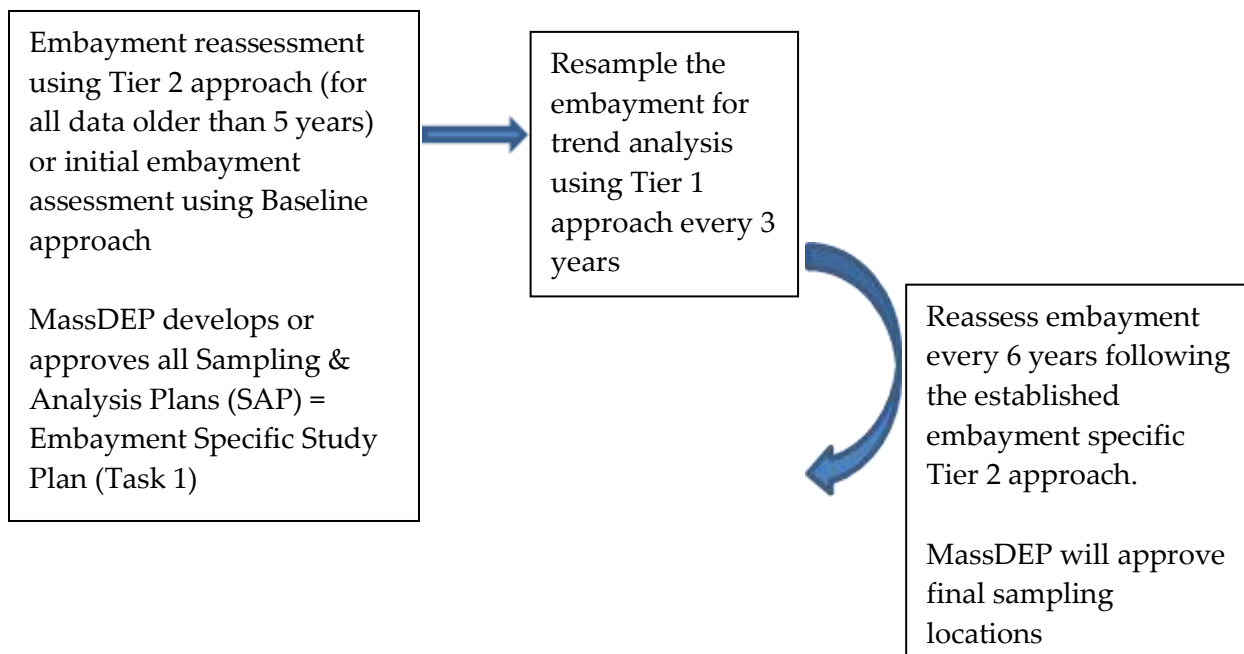 Embayment reassessment
using Tier 2 approach (for
all data older than 5 years)
or initial embayment
assessment using Baseline
approach
MassDEP develops or
approves all Sampling &
Analysis Plans (SAP) =
Embayment Specific Study
Plan (Task 1)
Resample the
embayment for
trend analysis
using Tier 1
approach every 3
years
Reassess embayment
every 6 years following
the established
embayment specific
Tier 2 approach.
MassDEP will approve
final sampling
locations